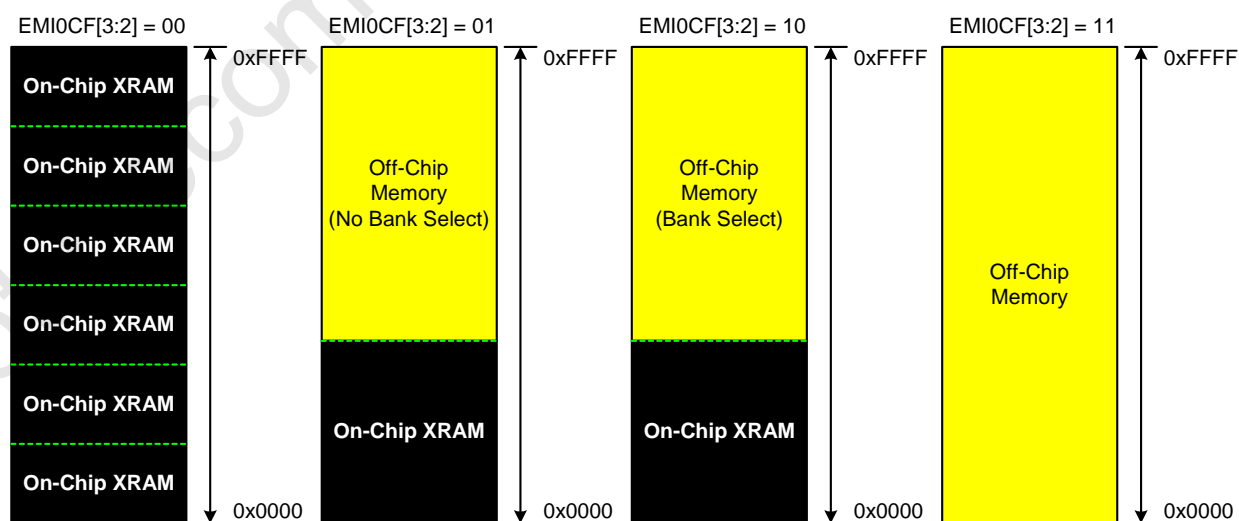 EMI0CF[3:2] = 00
0xFFFF
On-Chip XRAM
On-Chip XRAM
On-Chip XRAM
On-Chip XRAM
On-Chip XRAM
On-Chip XRAM
0x0000
EMI0CF[3:2] = 01
0xFFFF
Off-Chip
Memory
(No Bank Select)
On-Chip XRAM
0x0000
EMI0CF[3:2] = 10
0xFFFF
Off-Chip
Memory
(Bank Select)
On-Chip XRAM
0x0000
EMI0CF[3:2] = 11
0xFFFF
Off-Chip
Memory
0x0000